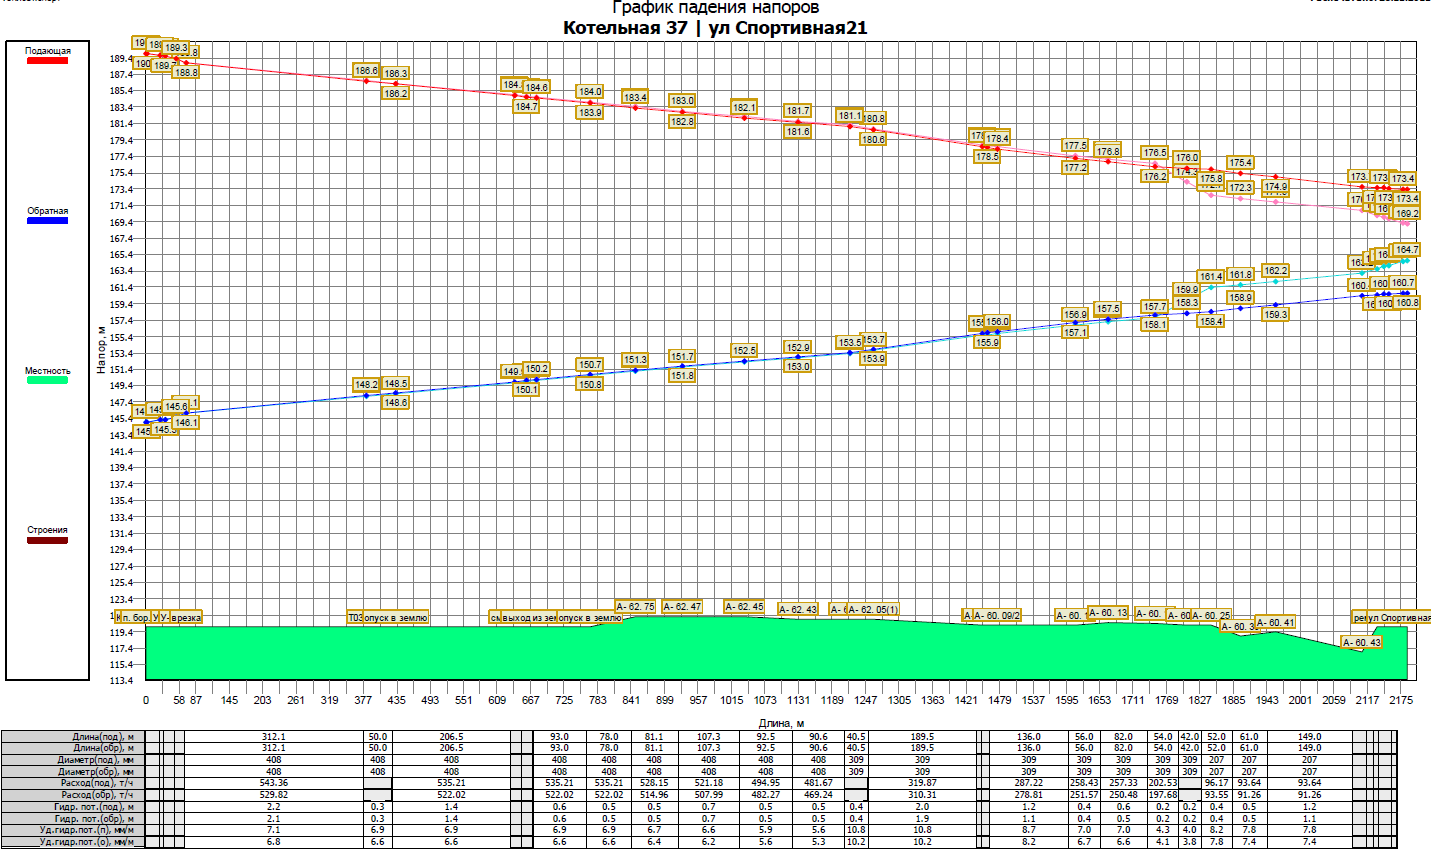 График падения напоров
Котельная 37 | ул Спортивная21
Подающая
Обратная
Местность
Строения
Напор, м
189.4
187.4
185.4
183.4
181.4
179.4
177.4
175.4
173.4
171.4
169.4
167.4
165.4
163.4
161.4
159.4
157.4
155.4
153.4
151.4
149.4
147.4
145.4
143.4
141.4
139.4
137.4
135.4
133.4
131.4
129.4
127.4
125.4
123.4
119.4
117.4
115.4
113.4
189.3
188.8
186.6 186.3
186.2
184.6
184.7
184.0 183.4 183.0 182.1 181.7 181.1 180.8
183.9 182.8 181.6 180.6
178.4
178.5
177.5 176.8 176.5 176.0 175.4
177.2 176.2 175.8 172.3 174.9
173.4
173.4
169.2
164.7
161.4 161.8 162.2
159.9 158.9 160.7
157.7 158.3 160.8
156.9 157.5 158.1 158.4 159.3
156.0 157.1
155.9
153.5 153.7
152.5 152.9 153.9
151.3 151.7 153.0
150.2 150.7 151.8
150.1 150.8
148.2 148.5
148.6
145.6
146.1
п. бор. У У- врезка Т03 опуск в землю выход из зем опуск в землю А- 62. 75 А- 62. 47 А- 62. 45 А- 62. 43 А- 62. 05(1) А- 60. 09/2 А- 60. 13 А- 60. 25 А- 60. 41 А- 60. 43 ул Спортивная
0 58 87 145 203 261 319 377 435 493 551 609 667 725 783 841 899 957 1015 1073 1131 1189 1247 1305 1363 1421 1479 1537 1595 1653 1711 1769 1827 1885 1943 2001 2059 2117 2175
Длина, м
Длина(под), м 312.1 50.0 206.5 93.0 78.0 81.1 107.3 92.5 90.6 40.5 189.5 136.0 56.0 82.0 54.0 42.0 52.0 61.0 149.0
Длина(обр), м 312.1 50.0 206.5 93.0 78.0 81.1 107.3 92.5 90.6 40.5 189.5 136.0 56.0 82.0 54.0 42.0 52.0 61.0 149.0
Диаметр(под), мм 408 408 408 408 408 408 408 408 408 309 309 309 309 309 309 309 207 207 207
Диаметр(обр), мм 408 408 408 408 408 408 408 408 408 309 309 309 309 309 309 309 207 207 207
Расход(под), т/ч 543.36 535.21 535.21 535.21 528.15 521.18 494.95 481.67 319.87 287.22 258.43 257.33 202.53 96.17 93.64 93.64
Расход(обр), т/ч 529.82 522.02 522.02 522.02 514.96 507.99 482.27 469.24 310.31 278.81 251.57 250.48 197.68 93.55 91.26 91.26
Гидр. пот.(под), м 2.2 0.3 1.4 0.6 0.5 0.5 0.7 0.5 0.5 0.4 2.0 1.2 0.4 0.6 0.2 0.2 0.4 0.5 1.2
Гидр. пот.(обр), м 2.1 0.3 1.4 0.6 0.5 0.5 0.7 0.5 0.5 0.4 1.9 1.1 0.4 0.5 0.2 0.2 0.4 0.5 1.1
Уд.гидр.пот.(п), мм/м 7.1 6.9 6.9 6.9 6.9 6.7 6.6 5.9 5.6 10.8 10.8 8.7 7.0 7.0 4.3 4.0 8.2 7.8 7.8
Уд.гидр.пот.(о), мм/м 6.8 6.6 6.6 6.6 6.6 6.4 6.2 5.6 5.3 10.2 10.2 8.2 6.7 6.6 4.1 3.8 7.8 7.4 7.4